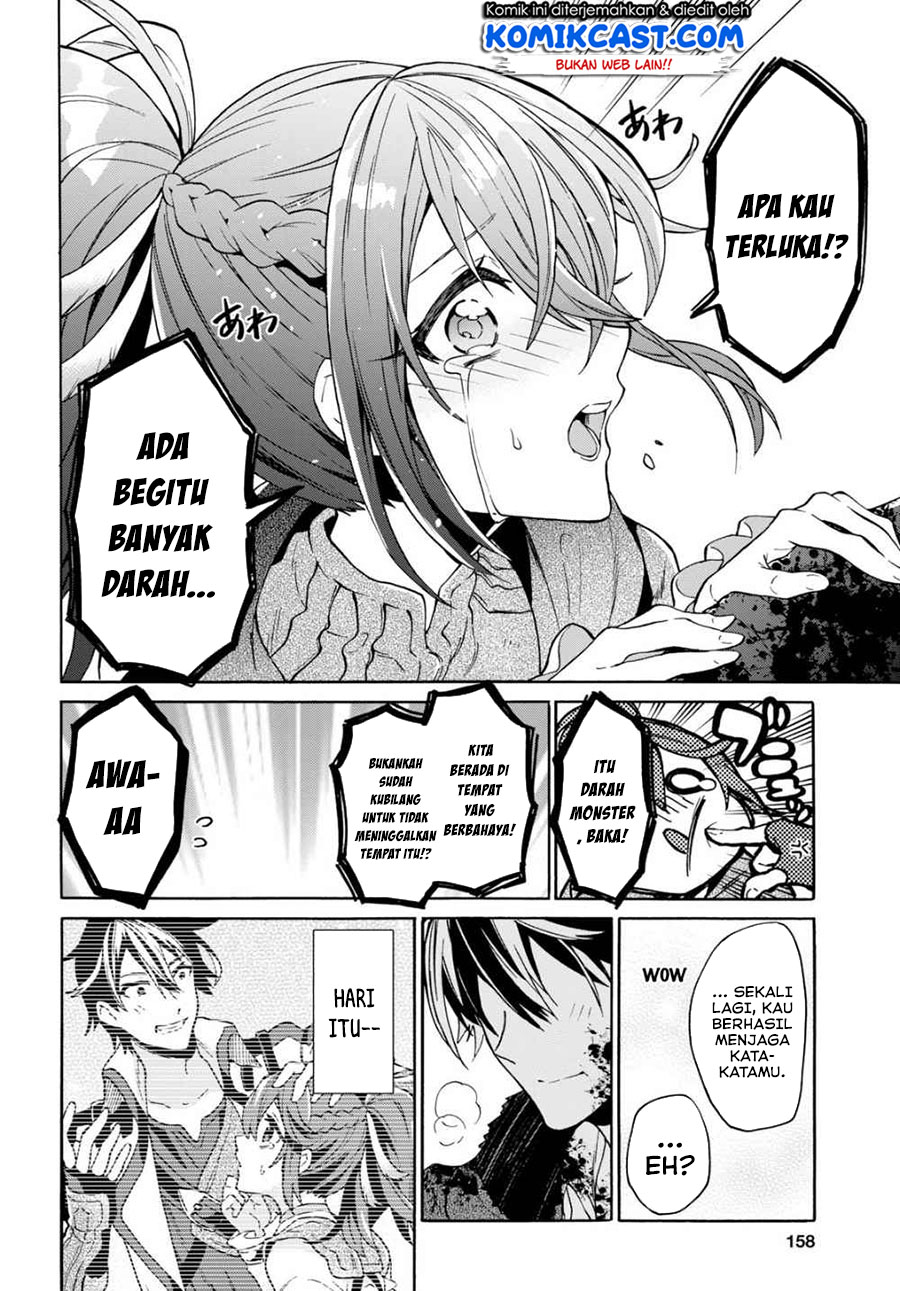 Komik ini diterjemahkan & diedit oleh
KOMIKCAST.COM
BUKAN WEB LAIN!!
あわ
APA KAU
TERLUKA!?
あわ
ADA
BEGITU
BANYAK
DARAH...
ブニ
ITU
DARAH
MONSTER
, BAKA!
KITA
BERADA DI
TEMPAT
YANG
BERBAHAYA!
BUKANKAH
SUDAH
KUBILANG
UNTUK TIDAK
MENINGGALKAN
TEMPAT ITU!?
AWA-
AA
... SEKALI
LAGI, KAU
BERHASIL
MENJAGA
KATA-
KATAMU.
WOW
...
EH?
HARI
ITU--
158